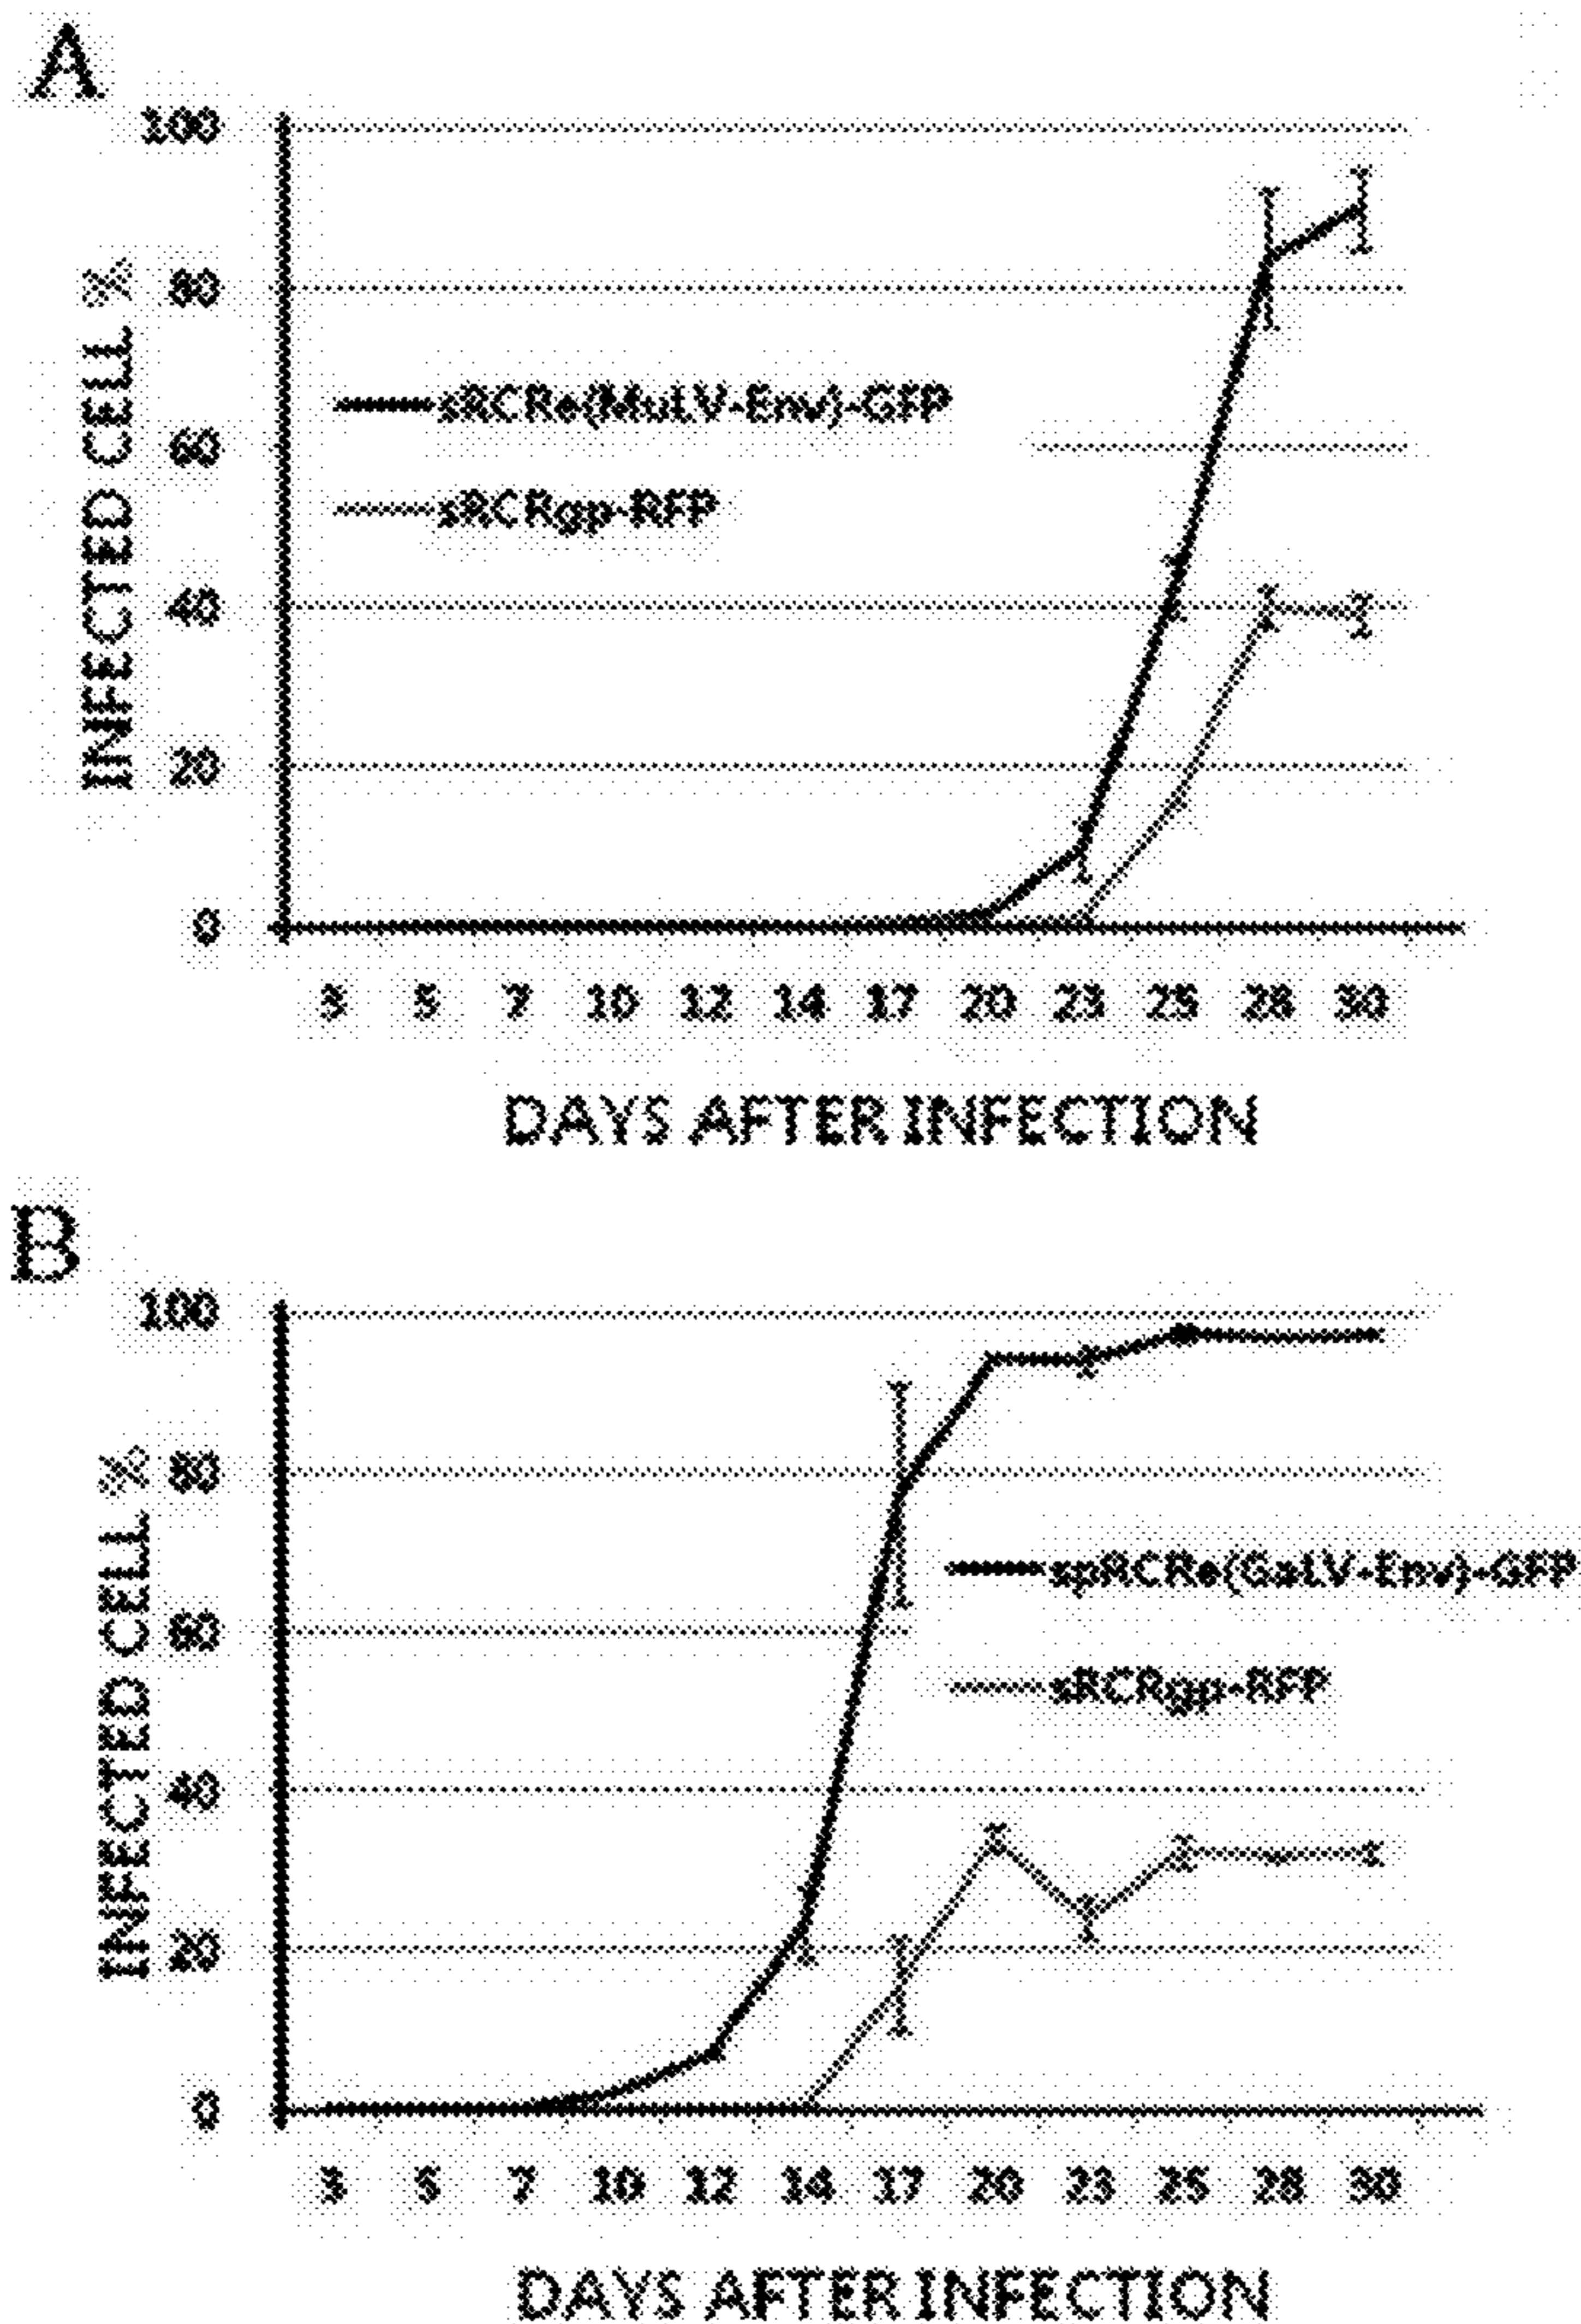 A
100
80
60
40
20
0
INFECTED CELL %
sRCRe(MuLV-Env)-GFP
sRCRgp-RFP
3 5 7 10 12 14 17 20 23 25 28 30
DAYS AFTER INFECTION
B
100
80
60
40
20
0
INFECTED CELL %
spRCRe(GaLV-Env)-GFP
sRCRgp-RFP
3 5 7 10 12 14 17 20 23 25 28 30
DAYS AFTER INFECTION